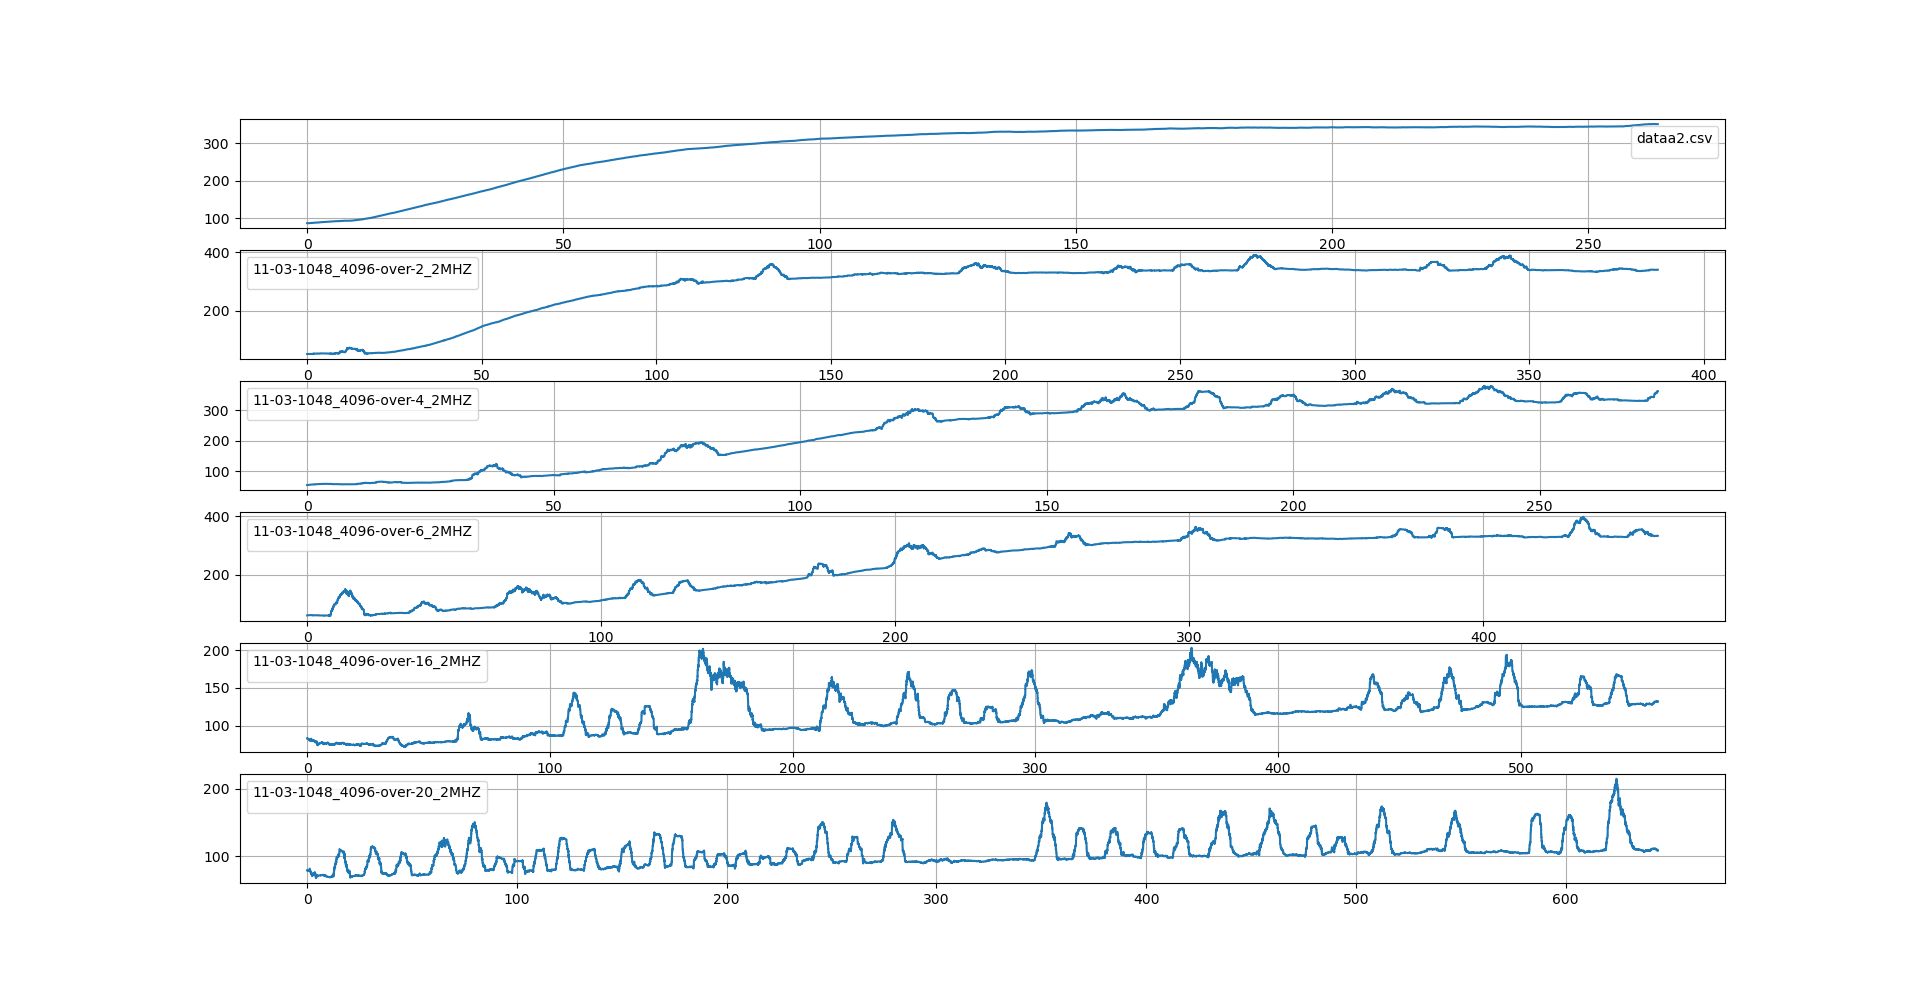 300
200
100
dataa2.csv
0 50 100 150 200 250
400
200
11-03-1048_4096-over-2_2MHZ
0 50 100 150 200 250 300 350 400
300
200
100
11-03-1048_4096-over-4_2MHZ
0 50 100 150 200 250
400
200
11-03-1048_4096-over-6_2MHZ
0 100 200 300 400
200
150
100
11-03-1048_4096-over-16_2MHZ
0 100 200 300 400 500
200
100
11-03-1048_4096-over-20_2MHZ
0 100 200 300 400 500 600